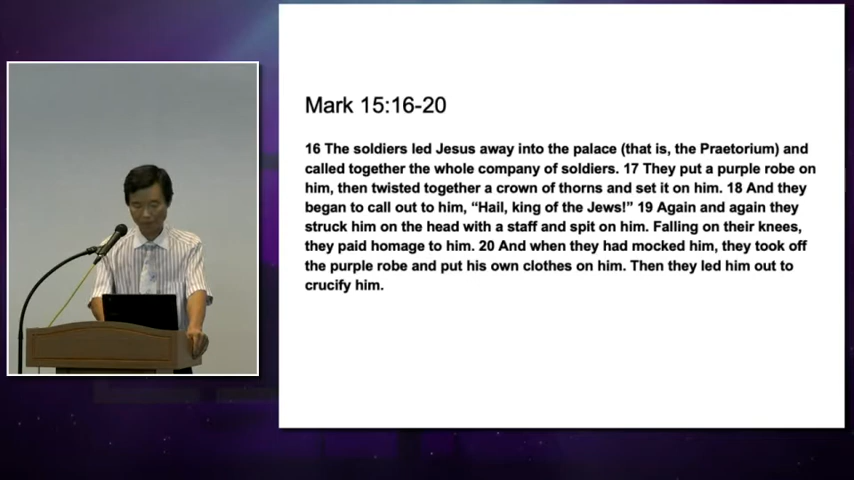 Mark 15:16-20
16 The soldiers led Jesus away into the palace (that is, the Praetorium) and
called together the whole company of soldiers. 17 They put a purple robe on
him, then twisted together a crown of thorns and set it on him. 18 And they
began to call out to him, “Hail, king of the Jews!” 19 Again and again they
struck him on the head with a staff and spit on him. Falling on their knees,
they paid homage to him. 20 And when they had mocked him, they took off
the purple robe and put his own clothes on him. Then they led him out to
crucify him.